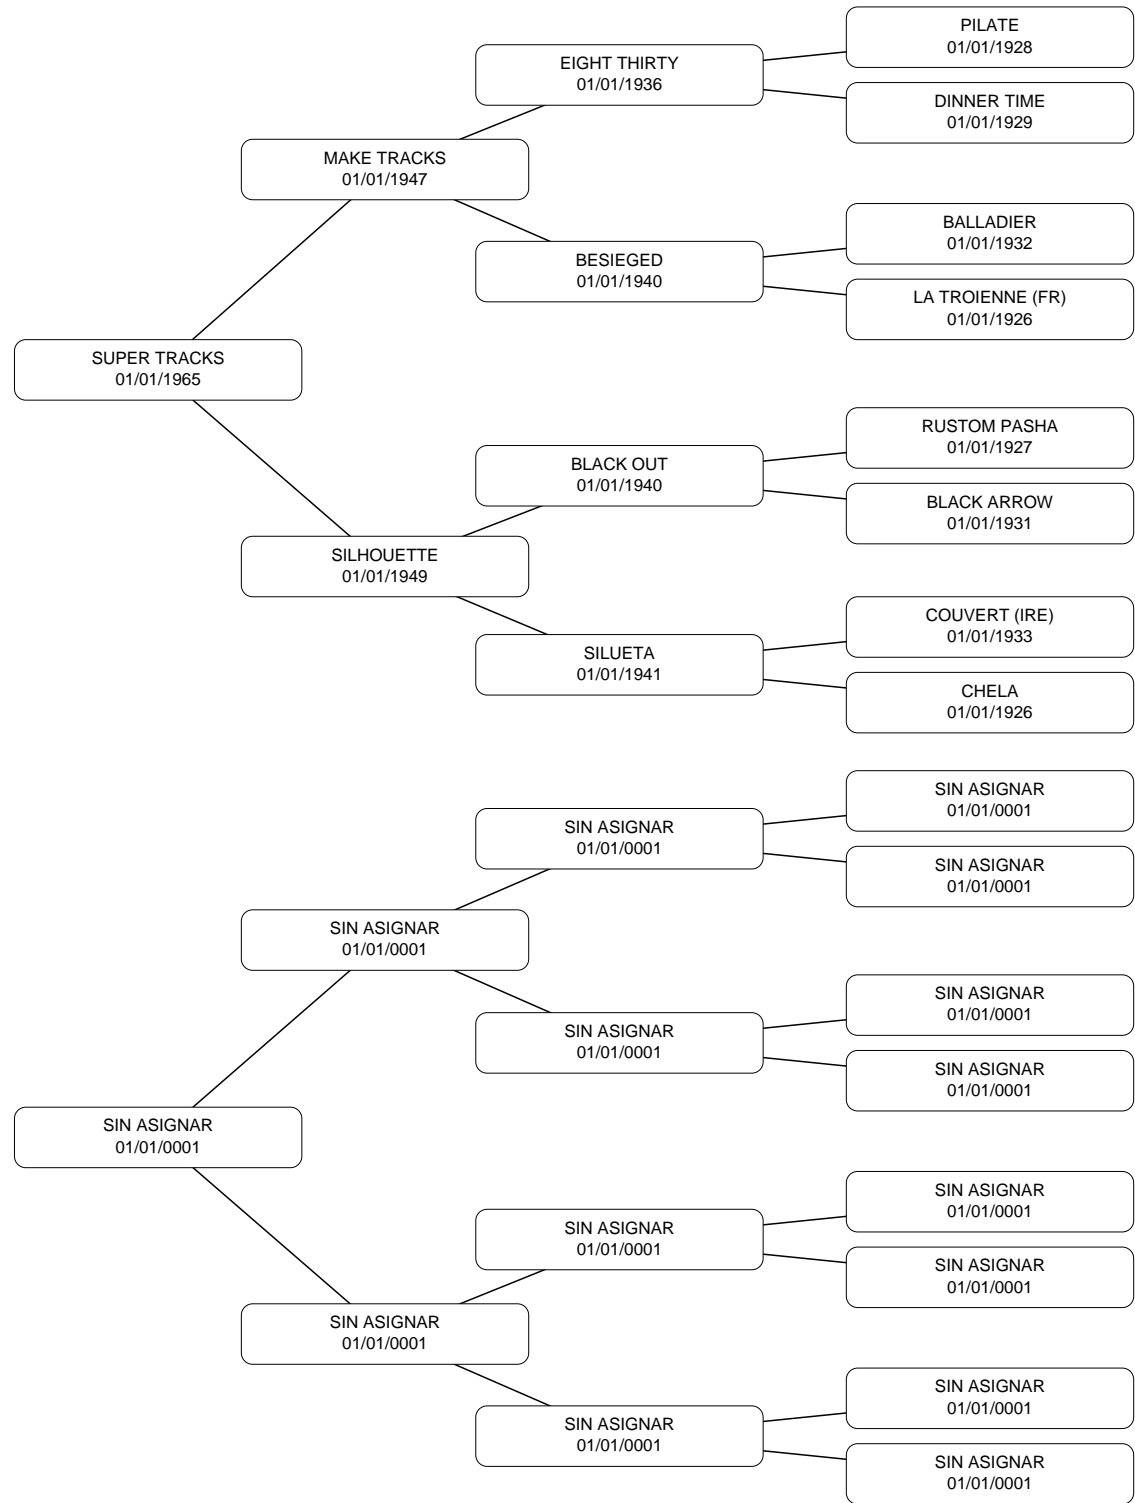 PILATE
01/01/1928
EIGHT THIRTY
01/01/1936
DINNER TIME
01/01/1929
MAKE TRACKS
01/01/1947
BALLADIER
01/01/1932
BESIEGED
01/01/1940
LA TROIENNE (FR)
01/01/1926
SUPER TRACKS
01/01/1965
RUSTOM PASHA
01/01/1927
BLACK OUT
01/01/1940
BLACK ARROW
01/01/1931
SILHOUETTE
01/01/1949
COUVERT (IRE)
01/01/1933
SILUETA
01/01/1941
CHELA
01/01/1926
SIN ASIGNAR
01/01/0001
SIN ASIGNAR
01/01/0001
SIN ASIGNAR
01/01/0001
SIN ASIGNAR
01/01/0001
SIN ASIGNAR
01/01/0001
SIN ASIGNAR
01/01/0001
SIN ASIGNAR
01/01/0001
SIN ASIGNAR
01/01/0001
SIN ASIGNAR
01/01/0001
SIN ASIGNAR
01/01/0001
SIN ASIGNAR
01/01/0001
SIN ASIGNAR
01/01/0001
SIN ASIGNAR
01/01/0001
SIN ASIGNAR
01/01/0001
SIN ASIGNAR
01/01/0001